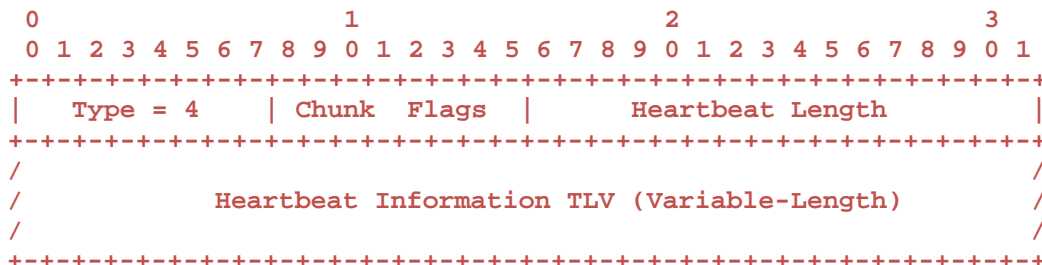 0                   1                   2                   3
0 1 2 3 4 5 6 7 8 9 0 1 2 3 4 5 6 7 8 9 0 1 2 3 4 5 6 7 8 9 0 1
+-+-+-+-+-+-+-+-+-+-+-+-+-+-+-+-+-+-+-+-+-+-+-+-+-+-+-+-+-+-+-+-+
|   Type = 4    | Chunk  Flags  |      Heartbeat Length         |
+-+-+-+-+-+-+-+-+-+-+-+-+-+-+-+-+-+-+-+-+-+-+-+-+-+-+-+-+-+-+-+-+
/                                                               /
/            Heartbeat Information TLV (Variable-Length)        /
/                                                               /
+-+-+-+-+-+-+-+-+-+-+-+-+-+-+-+-+-+-+-+-+-+-+-+-+-+-+-+-+-+-+-+-+